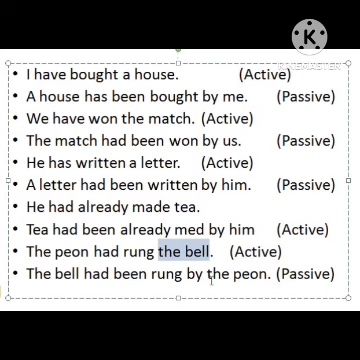 K
KINEMASTER
• I have bought a house. (Active)
• A house has been bought by me. (Passive)
• We have won the match. (Active)
• The match had been won by us. (Passive)
• He has written a letter. (Active)
• A letter had been written by him. (Passive)
• He had already made tea.
• Tea had been already med by him (Active)
• The peon had rung the bell. (Active)
• The bell had been rung by the peon. (Passive)